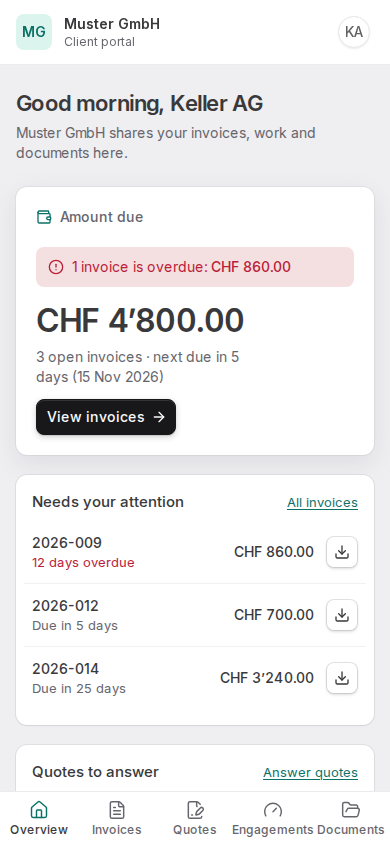 MG
Muster GmbH
Client portal
KA
Good morning, Keller AG
Muster GmbH shares your invoices, work and
documents here.
Amount due
1 invoice is overdue: CHF 860.00
CHF 4’800.00
3 open invoices · next due in 5
days (15 Nov 2026)
View invoices
Needs your attention
All invoices
2026-009
12 days overdue
CHF 860.00
2026-012
Due in 5 days
CHF 700.00
2026-014
Due in 25 days
CHF 3’240.00
Quotes to answer
Answer quotes
Overview
Invoices
Quotes
Engagements
Documents